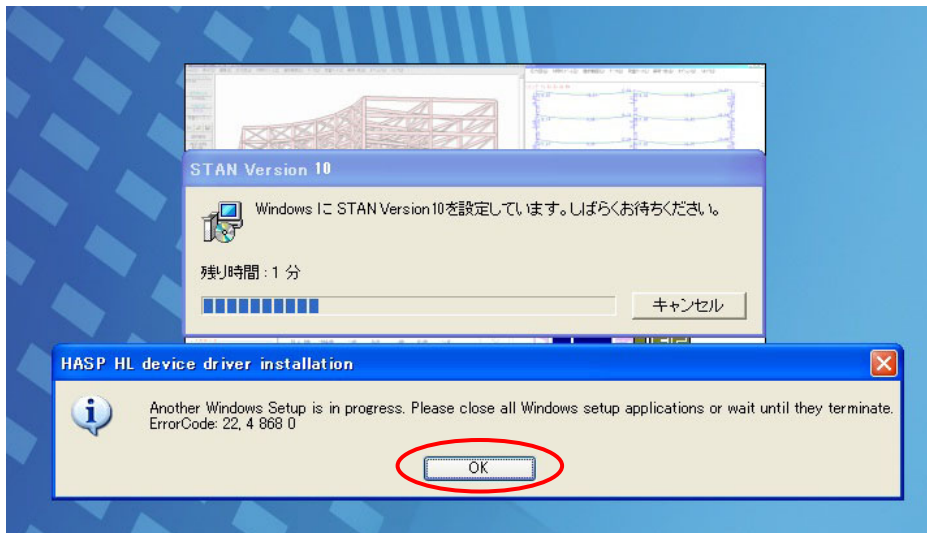 STAN Version 10
Windows に STAN Version10を設定しています。しばらくお待ちください。
残り時間 : 1 分
キャンセル
HASP HL device driver installation
Another Windows Setup is in progress. Please close all Windows setup applications or wait until they terminate.
ErrorCode: 22, 4 868 0
OK